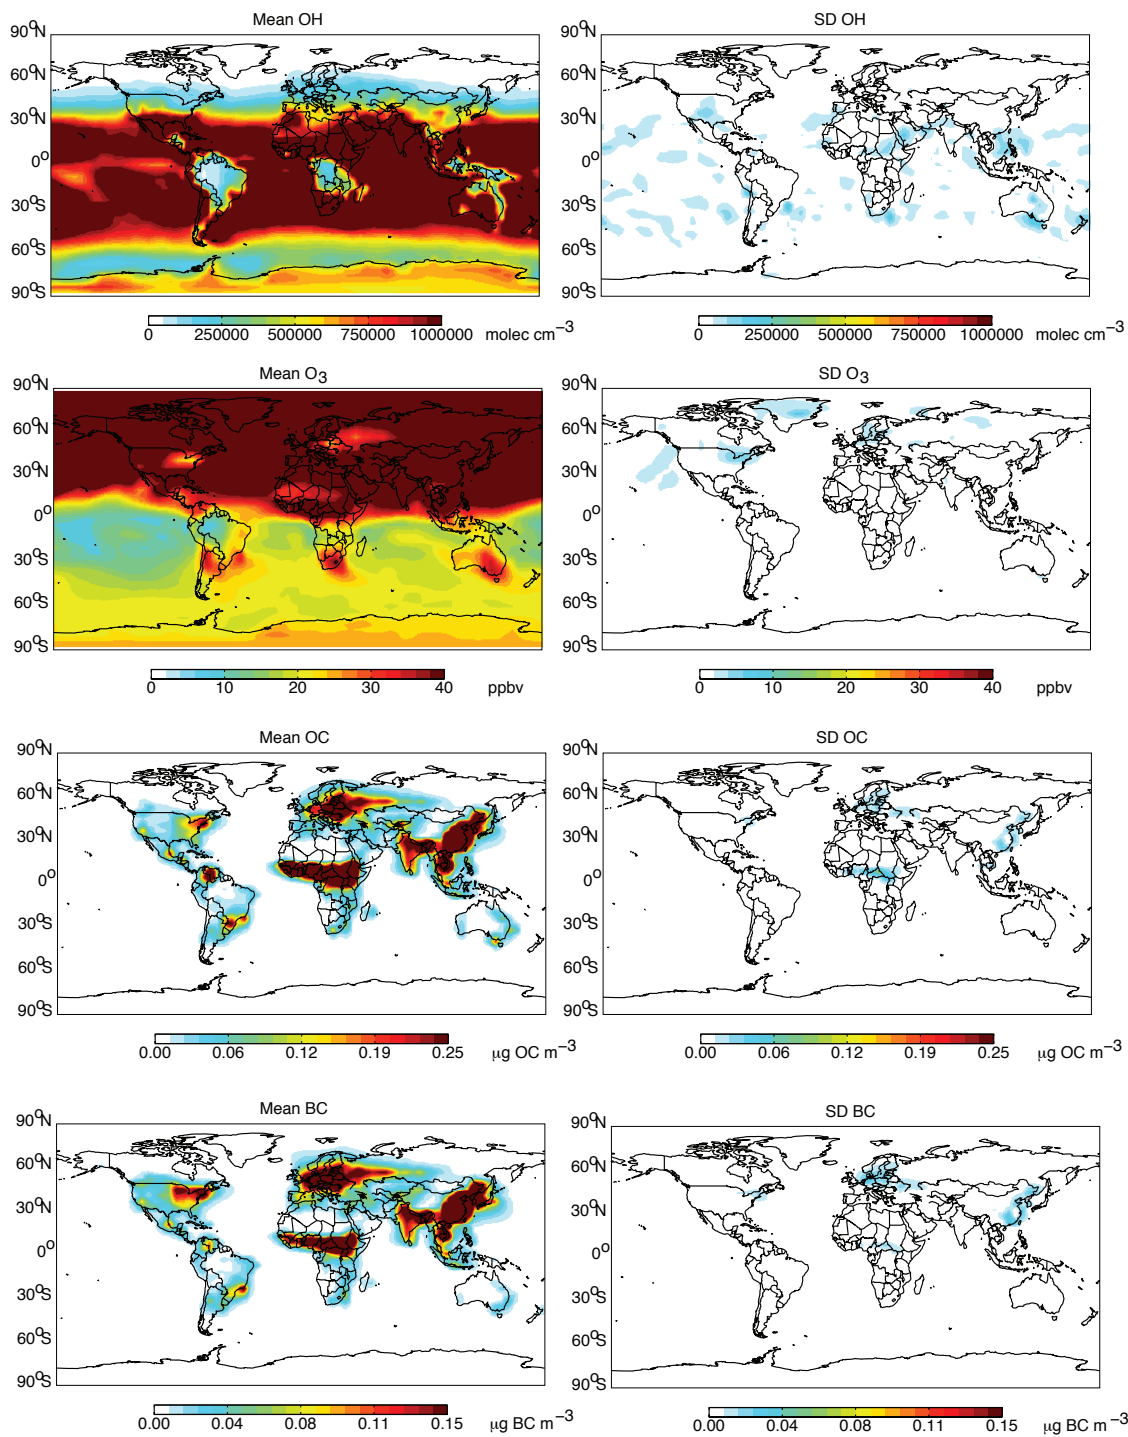 Mean OH
SD OH
90°N
60°N
30°N
0°
30°S
60°S
90°S
90°N
60°N
30°N
0°
30°S
60°S
90°S
0 250000 500000 750000 1000000 molec cm−3
0 250000 500000 750000 1000000 molec cm−3
Mean O3
SD O3
90°N
60°N
30°N
0°
30°S
60°S
90°S
90°N
60°N
30°N
0°
30°S
60°S
90°S
0 10 20 30 40 ppbv
0 10 20 30 40 ppbv
Mean OC
SD OC
90°N
60°N
30°N
0°
30°S
60°S
90°S
90°N
60°N
30°N
0°
30°S
60°S
90°S
0.00 0.06 0.12 0.19 0.25 µg OC m−3
0.00 0.06 0.12 0.19 0.25 µg OC m−3
Mean BC
SD BC
90°N
60°N
30°N
0°
30°S
60°S
90°S
90°N
60°N
30°N
0°
30°S
60°S
90°S
0.00 0.04 0.08 0.11 0.15 µg BC m−3
0.00 0.04 0.08 0.11 0.15 µg BC m−3